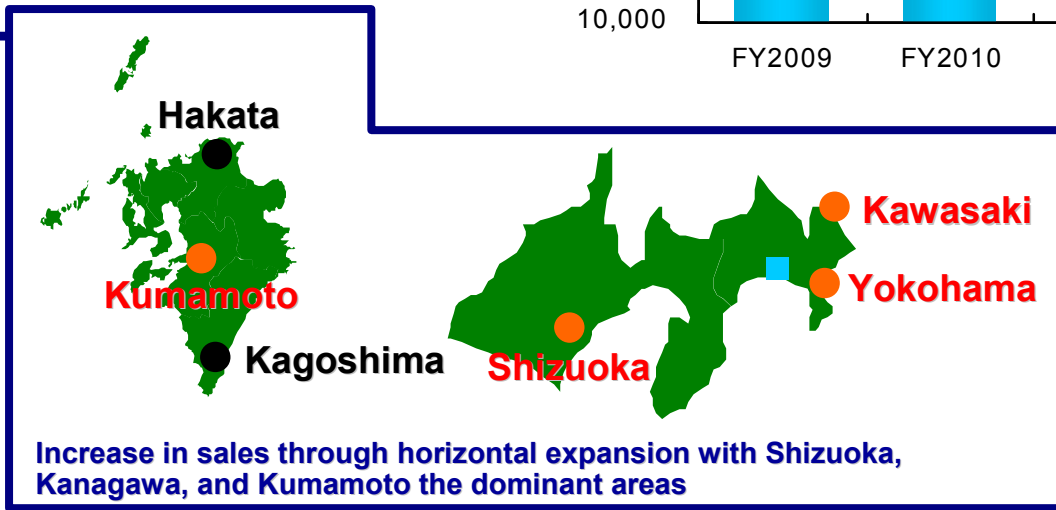 10,000
FY2009 FY2010
Hakata
Kawasaki
Kumamoto
Yokohama
Kagoshima
Shizuoka
Increase in sales through horizontal expansion with Shizuoka,
Kanagawa, and Kumamoto the dominant areas